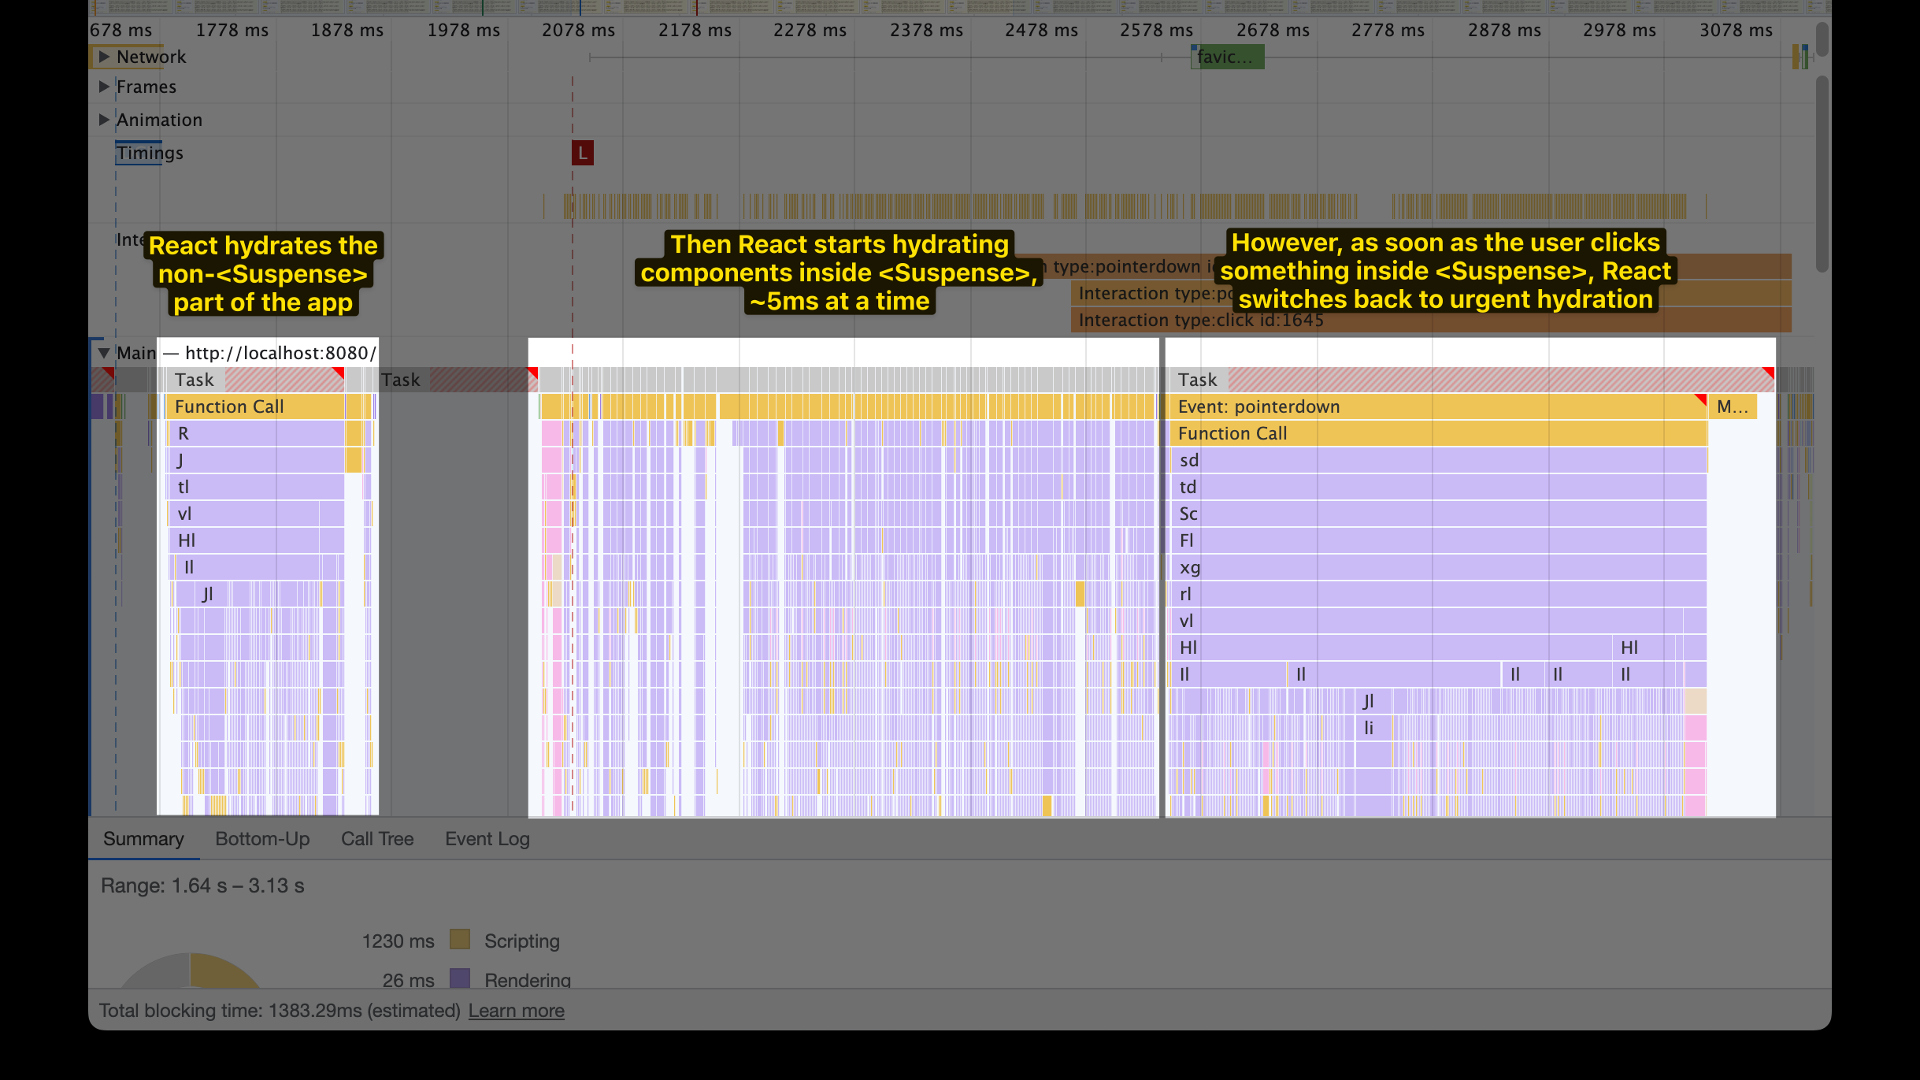 678 ms 1778 ms 1878 ms 1978 ms 2078 ms 2178 ms 2278 ms 2378 ms 2478 ms 2578 ms 2678 ms 2778 ms 2878 ms 2978 ms 3078 ms
Network favic...
Frames
Animation
Timings L
React hydrates the
non-<Suspense>
part of the app
Then React starts hydrating
components inside <Suspense>,
~5ms at a time
However, as soon as the user clicks
something inside <Suspense>, React
switches back to urgent hydration
type:pointerdown
Interaction
Interaction type:click id:1645
Main — http://localhost:8080/
Task Task Task
Function Call Event: pointerdown M...
R Function Call
J sd
tl td
vl Sc
Hl Fl
Il xg
Jl rl
vl
Hl Hl
Il Il Il Il Il
Jl
li
Summary Bottom-Up Call Tree Event Log
Range: 1.64 s – 3.13 s
1230 ms Scripting
26 ms Rendering
Total blocking time: 1383.29ms (estimated) Learn more